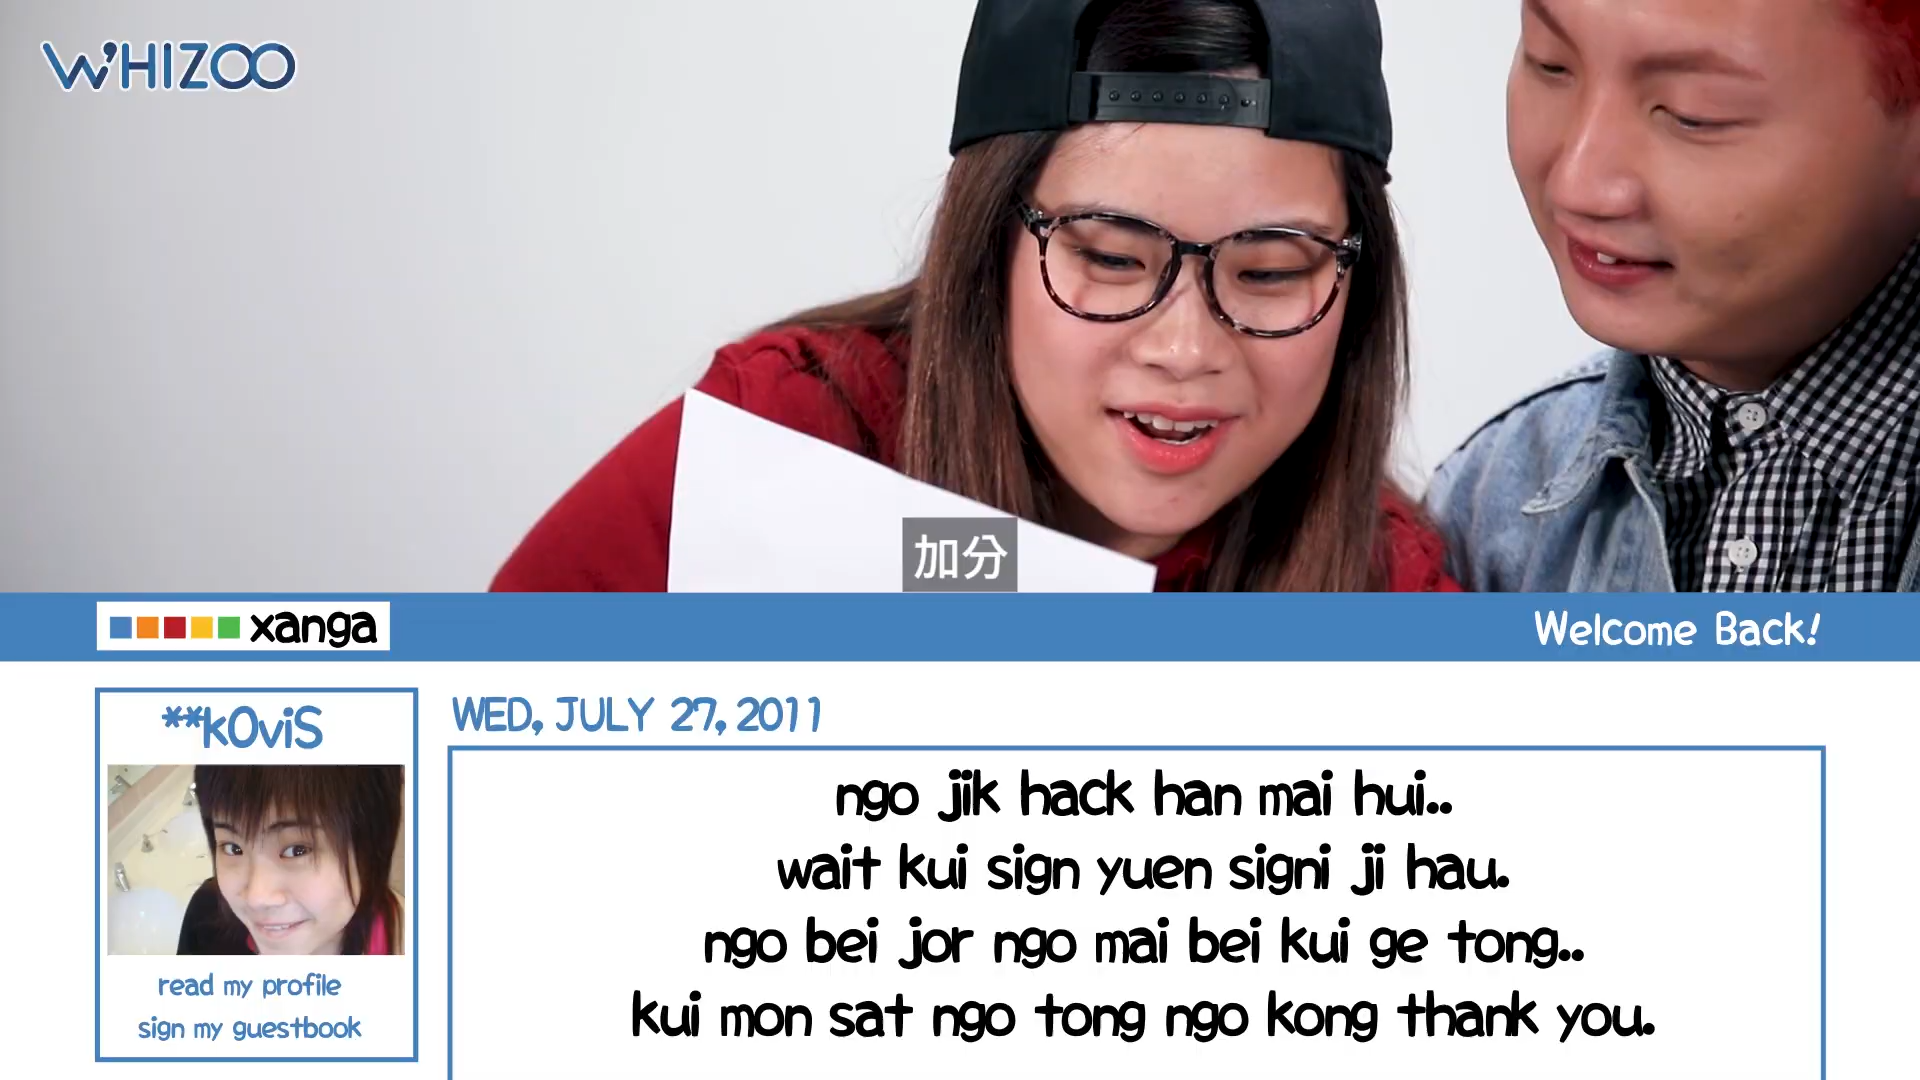 W'HIZOO
加分
xanga
Welcome Back!
**kOviS
read my profile
sign my guestbook
WED, JULY 27, 2011
ngo jik hack han mai hui..
wait kui sign yuen signi ji hau.
ngo bei jor ngo mai bei kui ge tong..
kui mon sat ngo tong ngo kong thank you.